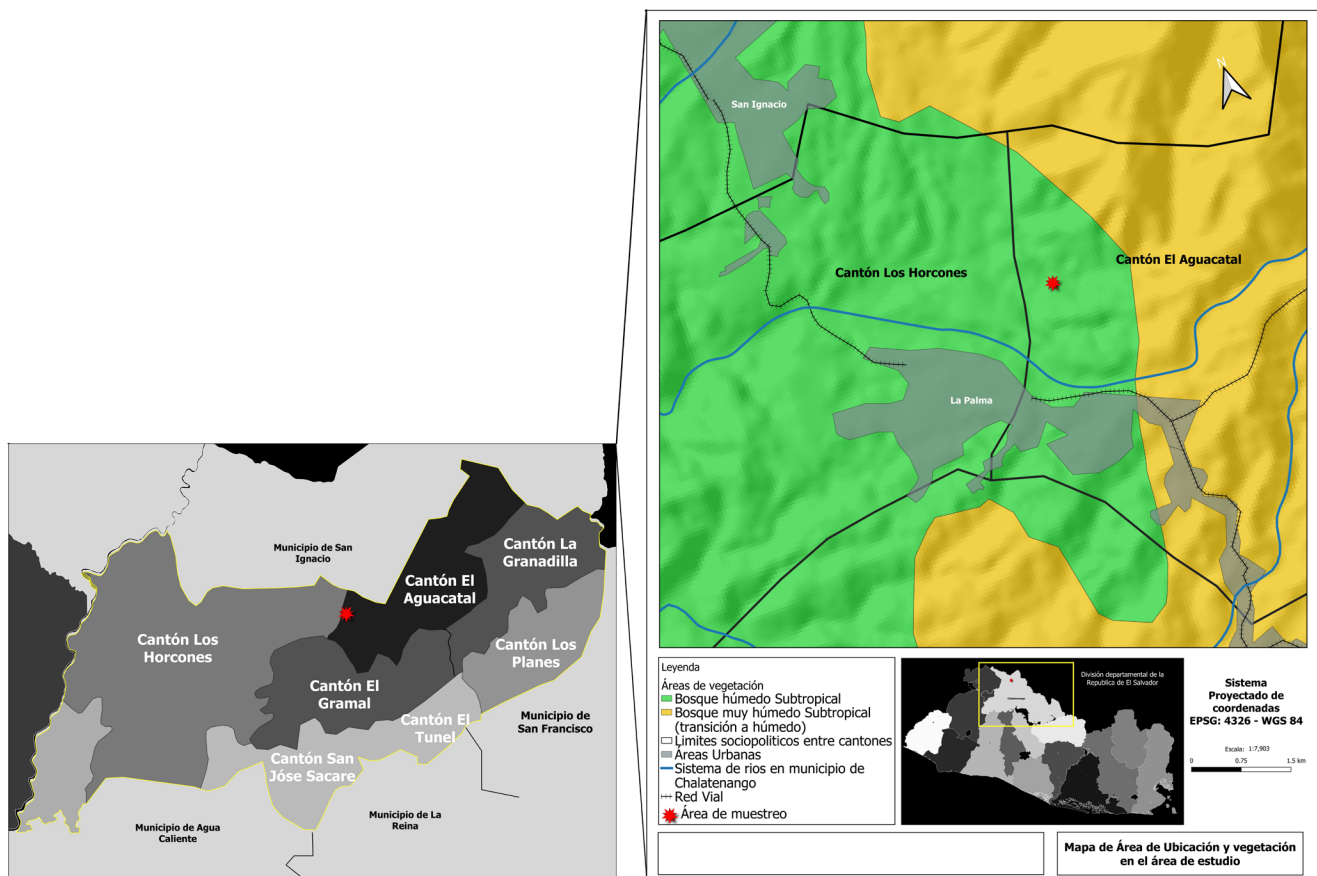 N
San Ignacio
Cantón Los Horcones
Cantón El Aguacatal
La Palma
Municipio de San
Ignacio
Cantón La
Granadilla
Cantón El
Aguacatal
Cantón Los
Horcones
Cantón Los
Planes
Cantón El
Gramal
Cantón El
Tunel
Municipio de
San Francisco
Cantón San
Jóse Sacare
Municipio de Agua
Caliente
Municipio de La
Reina
Leyenda
Áreas de vegetación
Bosque húmedo Subtropical
Bosque muy húmedo Subtropical
(transición a húmedo)
Limites sociopoliticos entre cantones
Áreas Urbanas
Sistema de rios en municipio de
Chalatenango
Red Vial
Área de muestreo
División departamental de la
Republica de El Salvador
Chalatenango
Sistema
Proyectado de
coordenadas
EPSG: 4326 - WGS 84
Escala: 1:7,903
0 0.75 1.5 km
Mapa de Área de Ubicación y vegetación
en el área de estudio